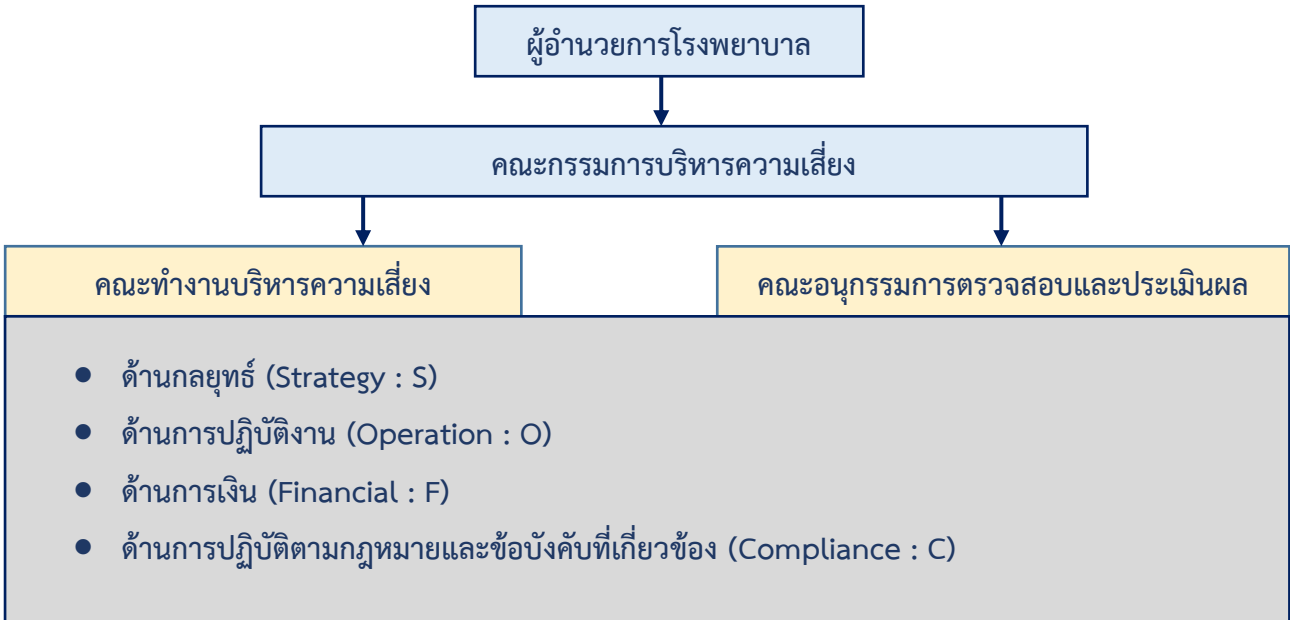 ผู้อำนวยการโรงพยาบาล
คณะกรรมการบริหารความเสี่ยง
คณะทำงานบริหารความเสี่ยง
คณะอนุกรรมการตรวจสอบและประเมินผล
● ด้านกลยุทธ์ (Strategy : S)
● ด้านการปฏิบัติงาน (Operation : O)
● ด้านการเงิน (Financial : F)
● ด้านการปฏิบัติตามกฎหมายและข้อบังคับที่เกี่ยวข้อง (Compliance : C)